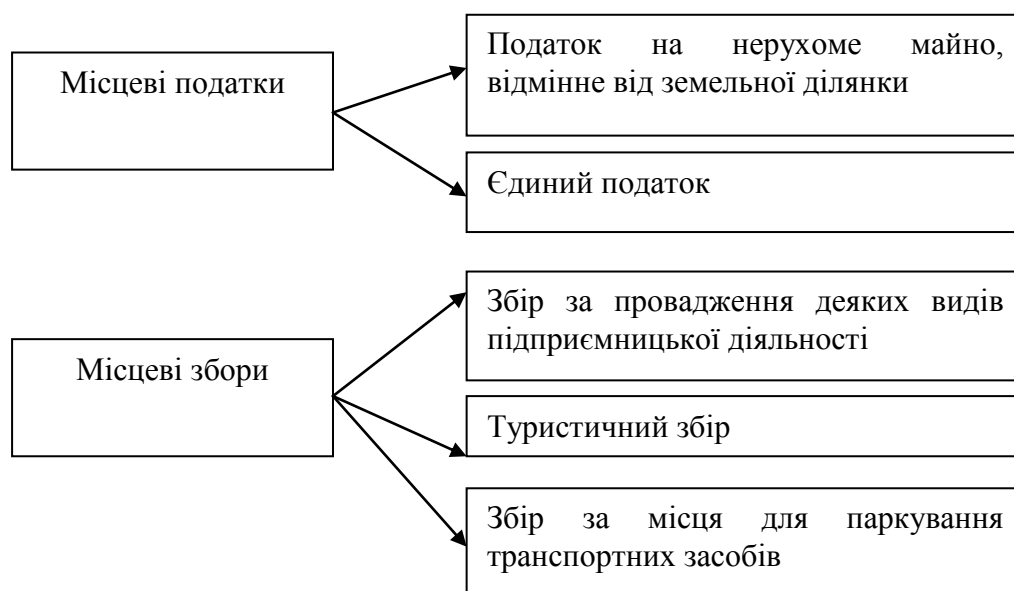 Місцеві податки
Податок на нерухоме майно,
відмінне від земельної ділянки
Єдиний податок
Місцеві збори
Збір за провадження деяких видів
підприємницької діяльності
Туристичний збір
Збір за місця для паркування
транспортних засобів